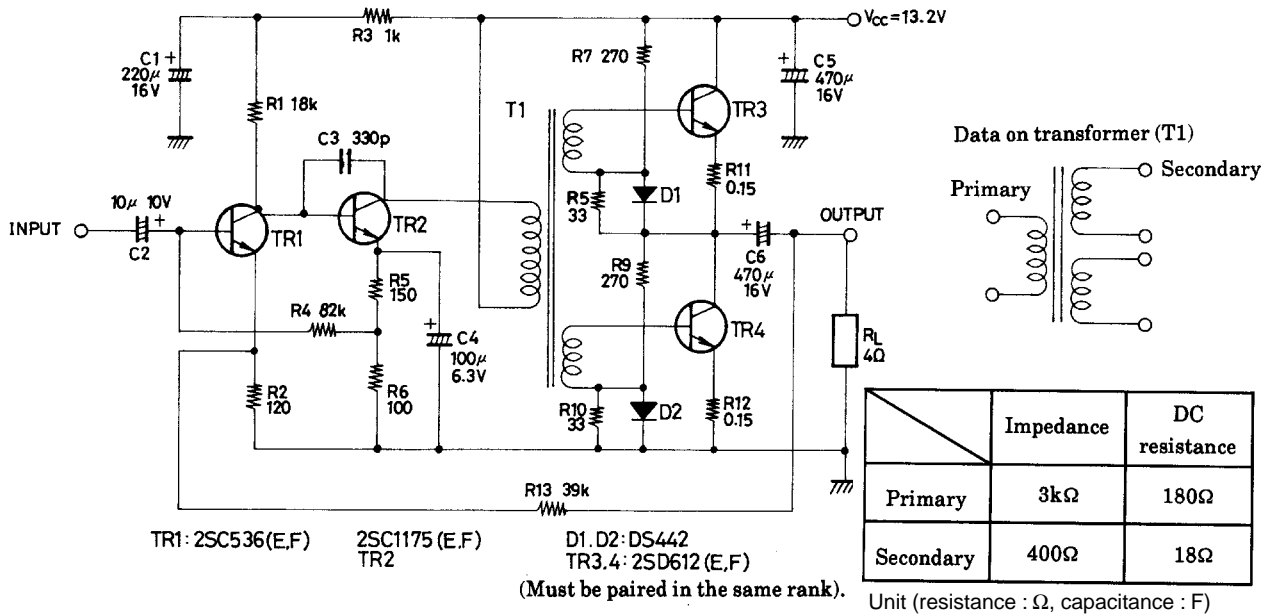 VCC=13.2V
R3 1k
C1 +
220μ
16V
R7 270
C5
470μ
16V
+
R1 18k
T1
TR3
C3 330p
Data on transformer (T1)
Secondary
Primary
R11
0.15
10μ 10V
+
C2
INPUT
TR1
TR2
R5
33
D1
+
C6
470μ
16V
OUTPUT
R5
150
R9
270
R4 82k
+
C4
100μ
6.3V
TR4
RL
4Ω
R2
120
R6
100
R10
33
D2
R12
0.15
R13 39k
Impedance
DC
resistance
Primary
3kΩ
180Ω
Secondary
400Ω
18Ω
TR1: 2SC536(E,F)
2SC1175(E,F)
TR2
D1.D2: DS442
TR3.4: 2SD612(E,F)
(Must be paired in the same rank).
Unit (resistance : Ω, capacitance : F)